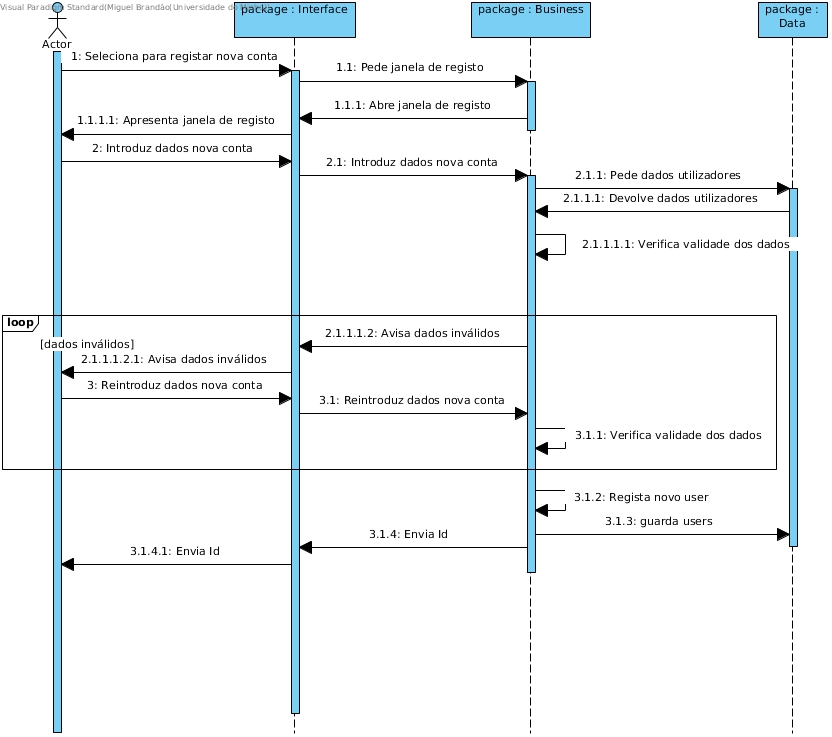 Visual Paradigm Standard(Miguel Brandão(Universidade do
package : Interface
package : Business
package :
Data
Actor
1: Seleciona para registar nova conta
1.1: Pede janela de registo
1.1.1: Abre janela de registo
1.1.1.1: Apresenta janela de registo
2: Introduz dados nova conta
2.1: Introduz dados nova conta
2.1.1: Pede dados utilizadores
2.1.1.1: Devolve dados utilizadores
2.1.1.1.1: Verifica validade dos dados
loop
2.1.1.1.2: Avisa dados inválidos
[dados inválidos]
2.1.1.1.2.1: Avisa dados inválidos
3: Reintroduz dados nova conta
3.1: Reintroduz dados nova conta
3.1.1: Verifica validade dos dados
3.1.2: Regista novo user
3.1.3: guarda users
3.1.4: Envia Id
3.1.4.1: Envia Id